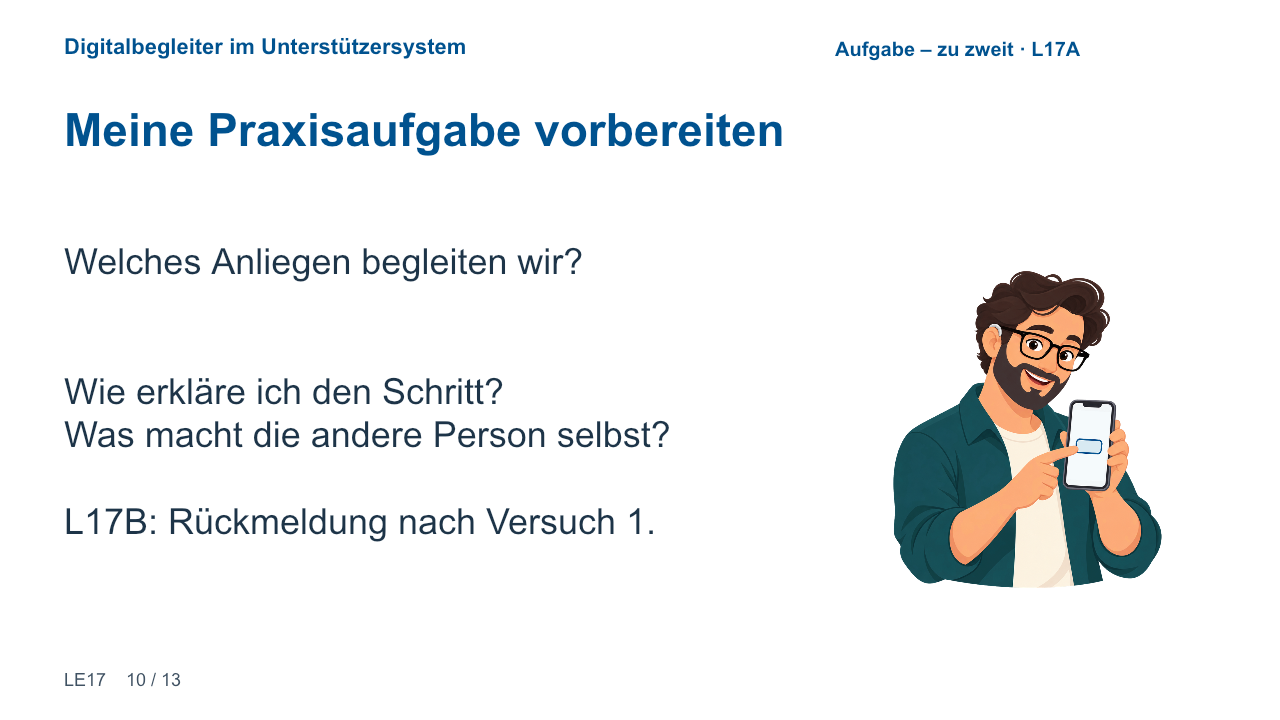 Digitalbegleiter im Unterstützersystem
Aufgabe – zu zweit · L17A
Meine Praxisaufgabe vorbereiten
Welches Anliegen begleiten wir?
Wie erkläre ich den Schritt?
Was macht die andere Person selbst?
L17B: Rückmeldung nach Versuch 1.
LE17 10 / 13